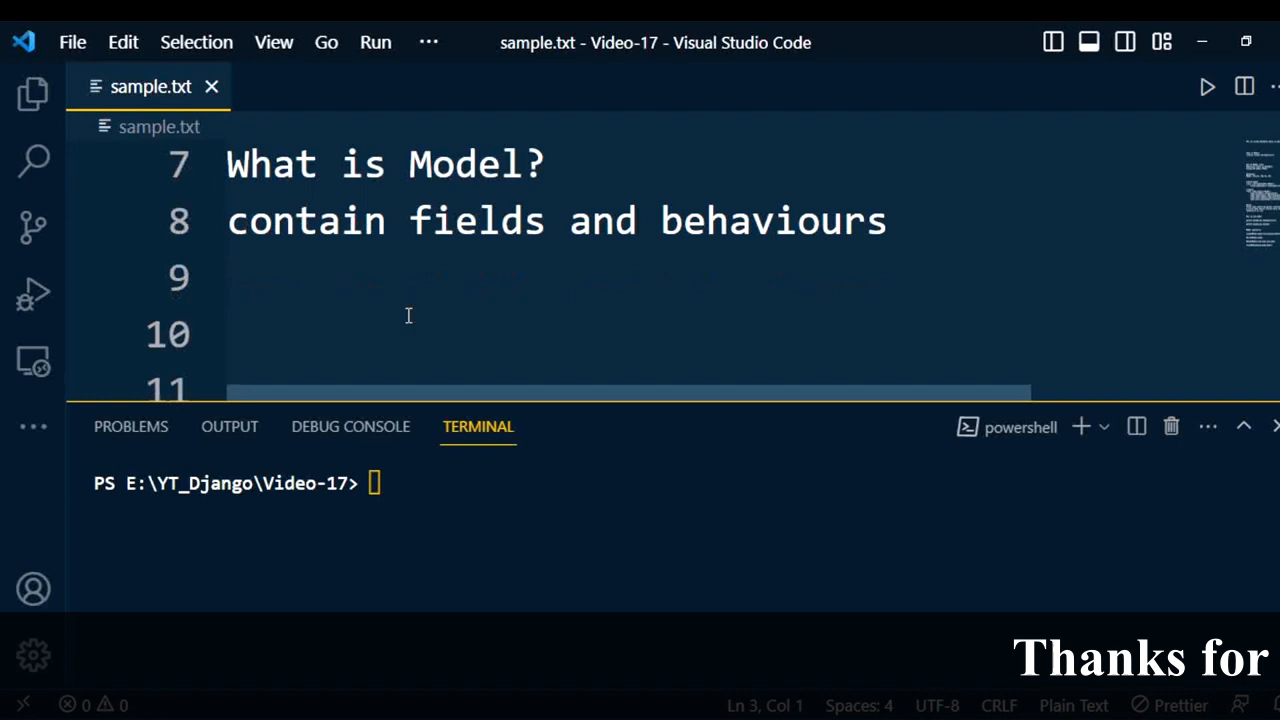 File Edit Selection View Go Run ··· sample.txt - Video-17 - Visual Studio Code
sample.txt
sample.txt
7 What is Model?
8 contain fields and behaviours
9
10
11
PROBLEMS OUTPUT DEBUG CONSOLE TERMINAL powershell
PS E:\YT_Django\Video-17>
Thanks for
0 0 Ln 3, Col 1 Spaces: 4 UTF-8 CRLF Plain Text Prettier